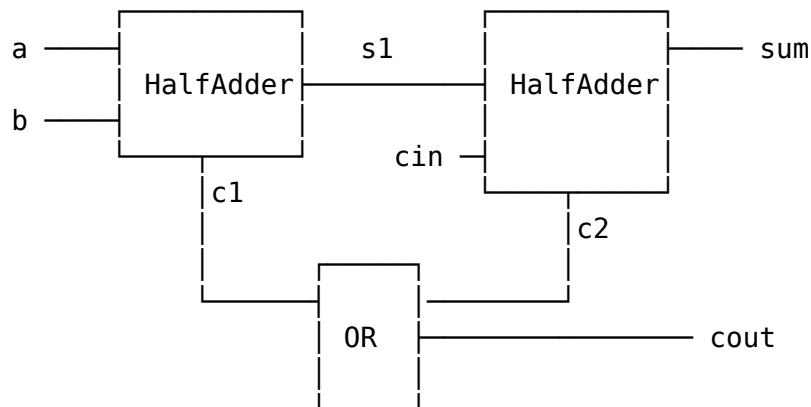 a
s1
sum
HalfAdder
HalfAdder
b
cin
c1
c2
OR
cout